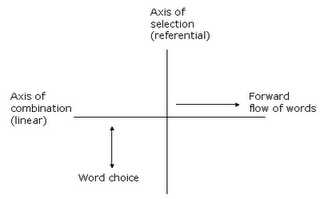 Axis of
selection
(referential)
Axis of
combination
(linear)
Forward
flow of words
Word choice